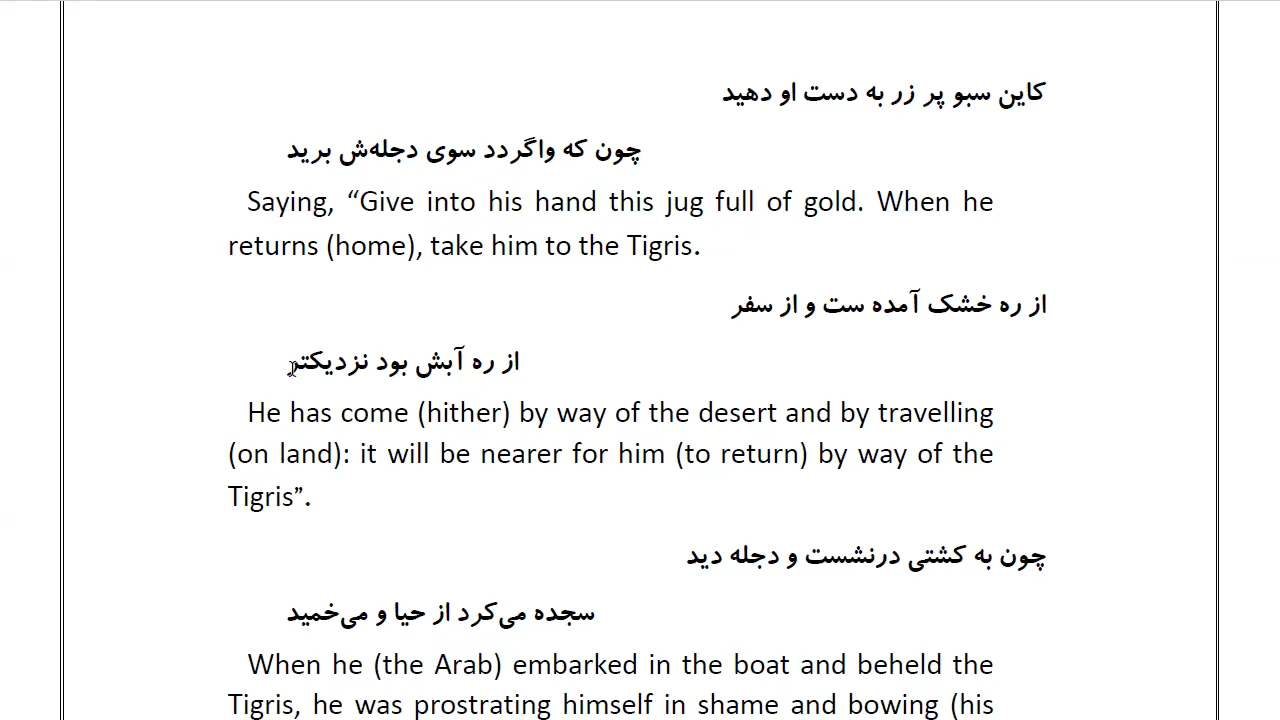 کاین سبو پر زر به دست او دهید
چون که واگردد سوی دجله‌ش برید
Saying, “Give into his hand this jug full of gold. When he
returns (home), take him to the Tigris.
از ره خشک آمده ست و از سفر
از ره آبش بود نزدیکتر
He has come (hither) by way of the desert and by travelling
(on land): it will be nearer for him (to return) by way of the
Tigris”.
چون به کشتی درنشست و دجله دید
سجده می‌کرد از حیا و می‌خمید
When he (the Arab) embarked in the boat and beheld the
Tigris, he was prostrating himself in shame and bowing (his